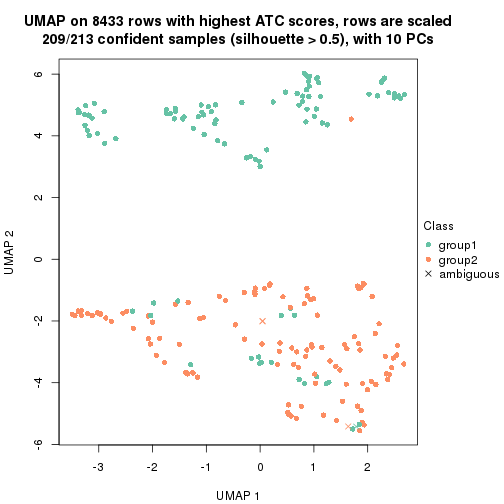 UMAP on 8433 rows with highest ATC scores, rows are scaled
209/213 confident samples (silhouette > 0.5), with 10 PCs
6
4
2
0
-2
-4
-6
UMAP 2
-3
-2
-1
0
1
2
UMAP 1
Class
group1
group2
ambiguous